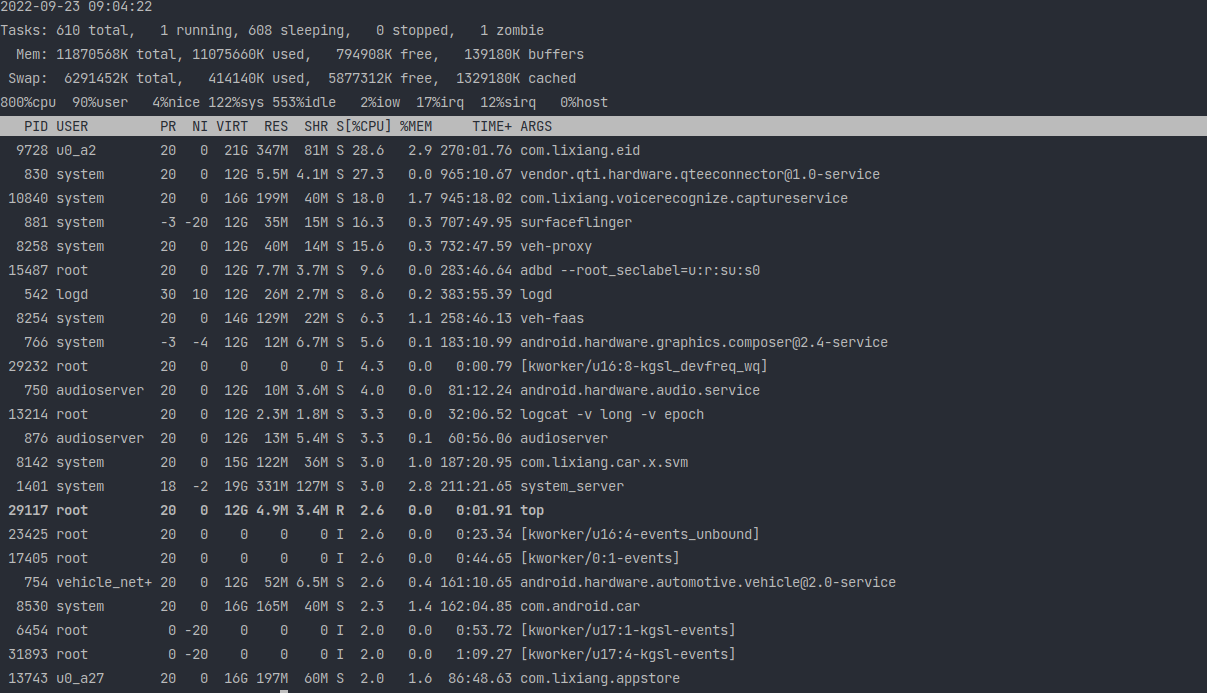 2022-09-23 09:04:22
Tasks: 610 total,   1 running, 608 sleeping,   0 stopped,   1 zombie
  Mem: 11870568K total, 11075660K used,   794908K free,   139180K buffers
 Swap:  6291452K total,   414140K used,  5877312K free,  1329180K cached
800%cpu  90%user   4%nice 122%sys 553%idle   2%iow  17%irq  12%sirq   0%host
   PID USER         PR  NI VIRT  RES  SHR S[%CPU] %MEM     TIME+ ARGS
  9728 u0_a2        20   0  21G 347M  81M S 28.6   2.9 270:01.76 com.lixiang.eid
   830 system       20   0  12G 5.5M 4.1M S 27.3   0.0 965:10.67 vendor.qti.hardware.qteeconnector@1.0-service
 10840 system       20   0  16G 199M  40M S 18.0   1.7 945:18.02 com.lixiang.voicerecognize.captureservice
   881 system       -3 -20  12G  35M  15M S 16.3   0.3 707:49.95 surfaceflinger
  8258 system       20   0  12G  40M  14M S 15.6   0.3 732:47.59 veh-proxy
 15487 root         20   0  12G 7.7M 3.7M S  9.6   0.0 283:46.64 adbd --root_seclabel=u:r:su:s0
   542 logd         30  10  12G  26M 2.7M S  8.6   0.2 383:55.39 logd
  8254 system       20   0  14G 129M  22M S  6.3   1.1 258:46.13 veh-faas
   766 system       -3  -4  12G  12M 6.7M S  5.6   0.1 183:10.99 android.hardware.graphics.composer@2.4-service
 29232 root         20   0    0    0    0 I  4.3   0.0   0:00.79 [kworker/u16:8-kgsl_devfreq_wq]
   750 audioserver  20   0  12G  10M 3.6M S  4.0   0.0  81:12.24 android.hardware.audio.service
 13214 root         20   0  12G 2.3M 1.8M S  3.3   0.0  32:06.52 logcat -v long -v epoch
   876 audioserver  20   0  12G  13M 5.4M S  3.3   0.1  60:56.06 audioserver
  8142 system       20   0  15G 122M  36M S  3.0   1.0 187:20.95 com.lixiang.car.x.svm
  1401 system       18  -2  19G 331M 127M S  3.0   2.8 211:21.65 system_server
 29117 root         20   0  12G 4.9M 3.4M R  2.6   0.0   0:01.91 top
 23425 root         20   0    0    0    0 I  2.6   0.0   0:23.34 [kworker/u16:4-events_unbound]
 17405 root         20   0    0    0    0 I  2.6   0.0   0:44.65 [kworker/0:1-events]
   754 vehicle_net+ 20   0  12G  52M 6.5M S  2.6   0.4 161:10.65 android.hardware.automotive.vehicle@2.0-service
  8530 system       20   0  16G 165M  40M S  2.3   1.4 162:04.85 com.android.car
  6454 root          0 -20    0    0    0 I  2.0   0.0   0:53.72 [kworker/u17:1-kgsl-events]
 31893 root          0 -20    0    0    0 I  2.0   0.0   1:09.27 [kworker/u17:4-kgsl-events]
 13743 u0_a27       20   0  16G 197M  60M S  2.0   1.6  86:48.63 com.lixiang.appstore